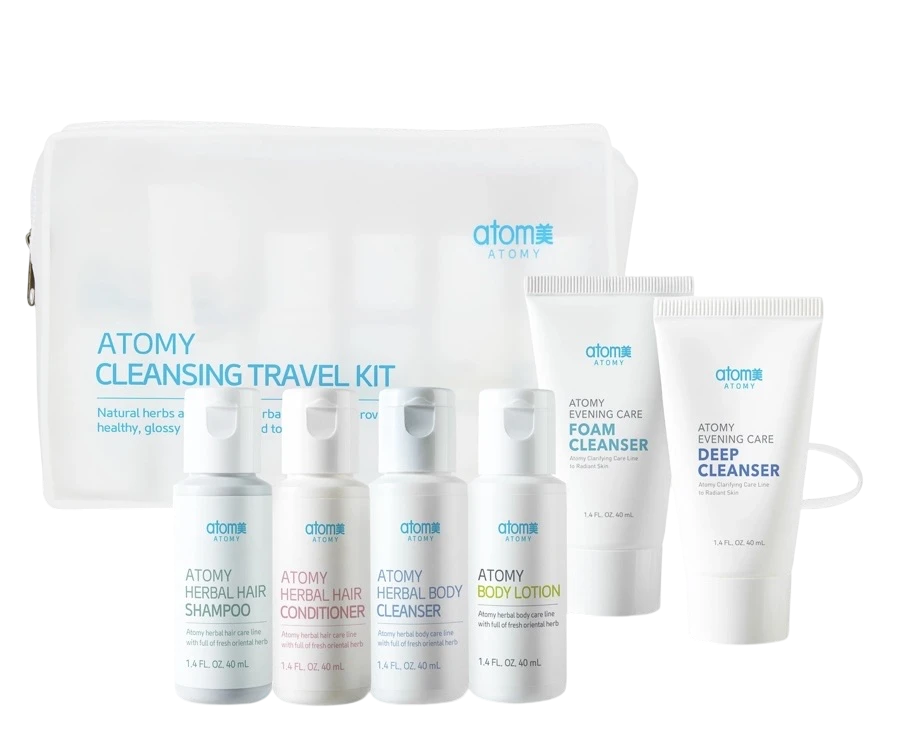 atom美
ATOMY
ATOMY
CLEANSING TRAVEL KIT
Natural herbs a rba rov
healthy, glossy d to
atom美
ATOMY
ATOMY
EVENING CARE
FOAM
CLEANSER
Atomy Clarifying Care Line
to Radiant Skin
1.4 FL. OZ. 40 mL
atom美
ATOMY
ATOMY
EVENING CARE
DEEP
CLEANSER
Atomy Clarifying Care Line
to Radiant Skin
1.4 FL. OZ. 40 mL
atom美
ATOMY
ATOMY
HERBAL HAIR
SHAMPOO
Atomy herbal hair care line
with full of fresh oriental herb
1.4 FL. OZ. 40 mL
atom美
ATOMY
ATOMY
HERBAL HAIR
CONDITIONER
Atomy herbal hair care line
with full of fresh oriental herb
1.4 FL. OZ. 40 mL
atom美
ATOMY
ATOMY
HERBAL BODY
CLEANSER
Atomy herbal body care line
with full of fresh oriental herb
1.4 FL. OZ. 40 mL
atom美
ATOMY
ATOMY
BODY LOTION
Atomy herbal body care line
with full of fresh oriental herb
1.4 FL. OZ. 40 mL